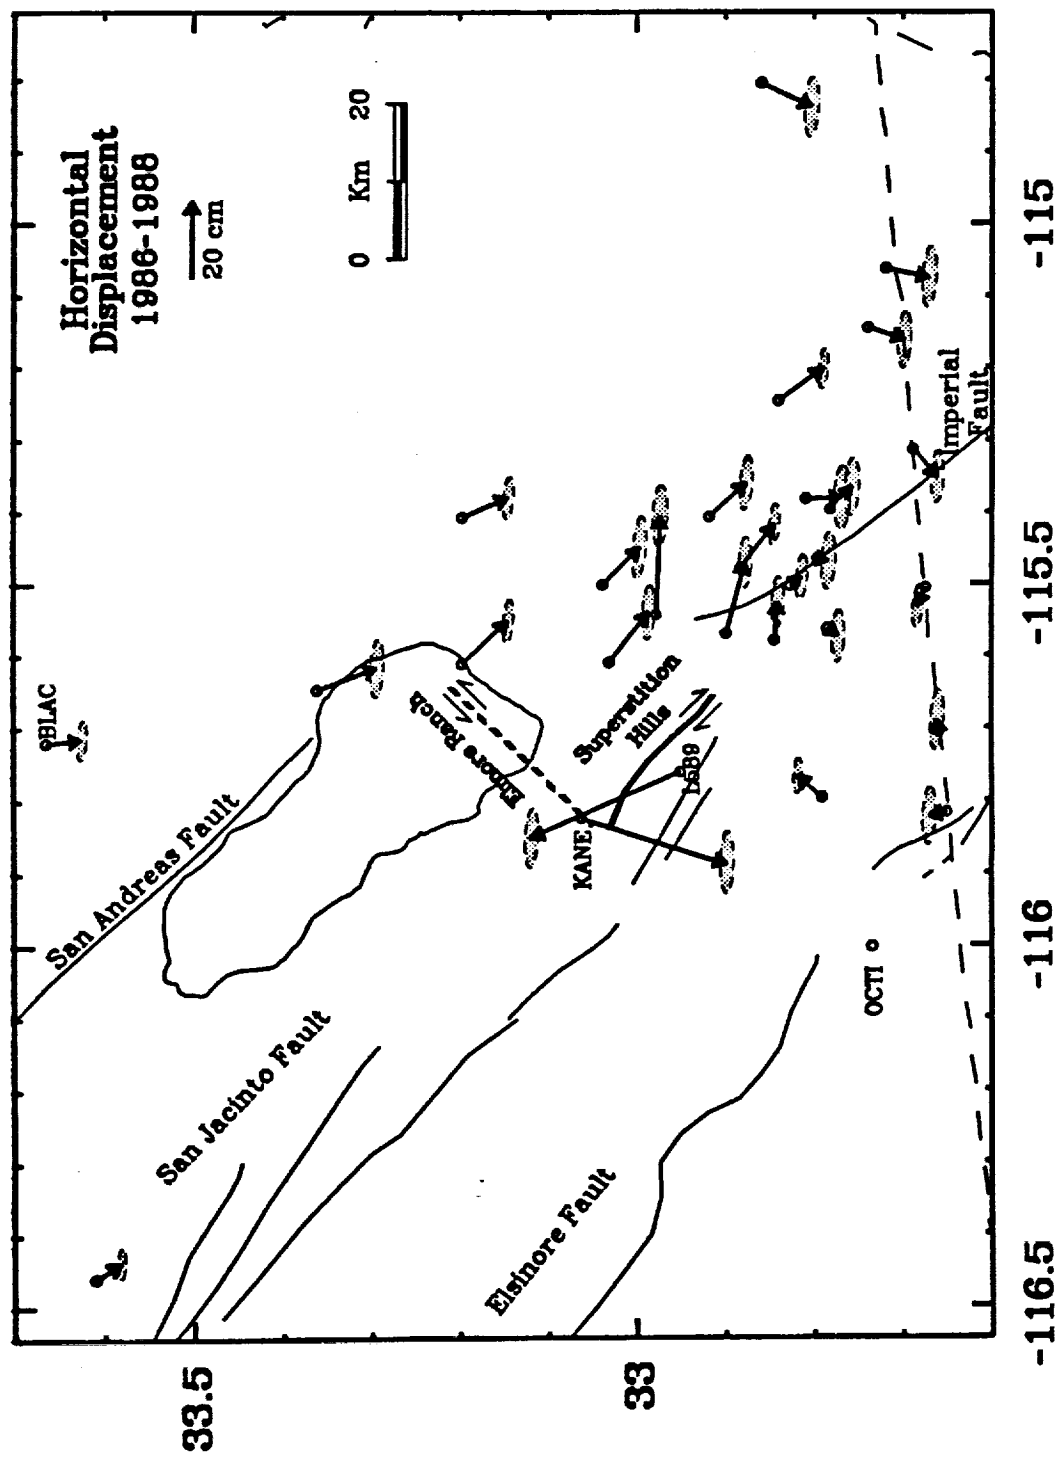 Horizontal
Displacement
1986-1988
20 cm
0 Km 20
BLAC
San Andreas Fault
San Jacinto Fault
Elsinore Fault
Elmore Ranch
Superstition
Hills
KANE
L589
OCTI
Imperial
Fault
33.5
33
-116.5
-116
-115.5
-115